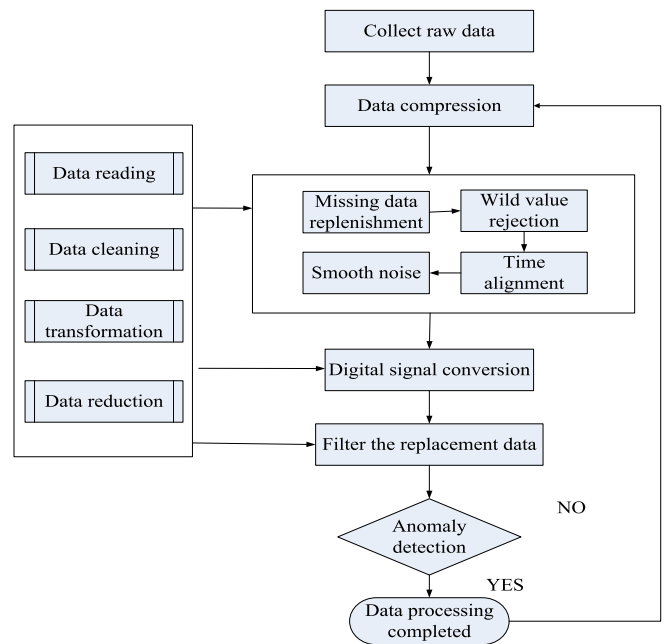 Collect raw data
Data compression
Data reading
Data cleaning
Data
transformation
Data reduction
Missing data
replenishment
Wild value
rejection
Smooth noise
Time
alignment
Digital signal conversion
Filter the replacement data
Anomaly
detection
NO
YES
Data processing
completed